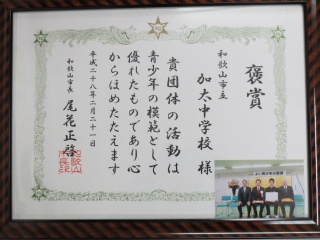 褒賞
和歌山市立
加太中学校 様
貴団体の活動は
青少年の模範として
優れたものであり心
からほめたたえます
平成二十八年二月二十一日
和歌山市長 尾花正啓